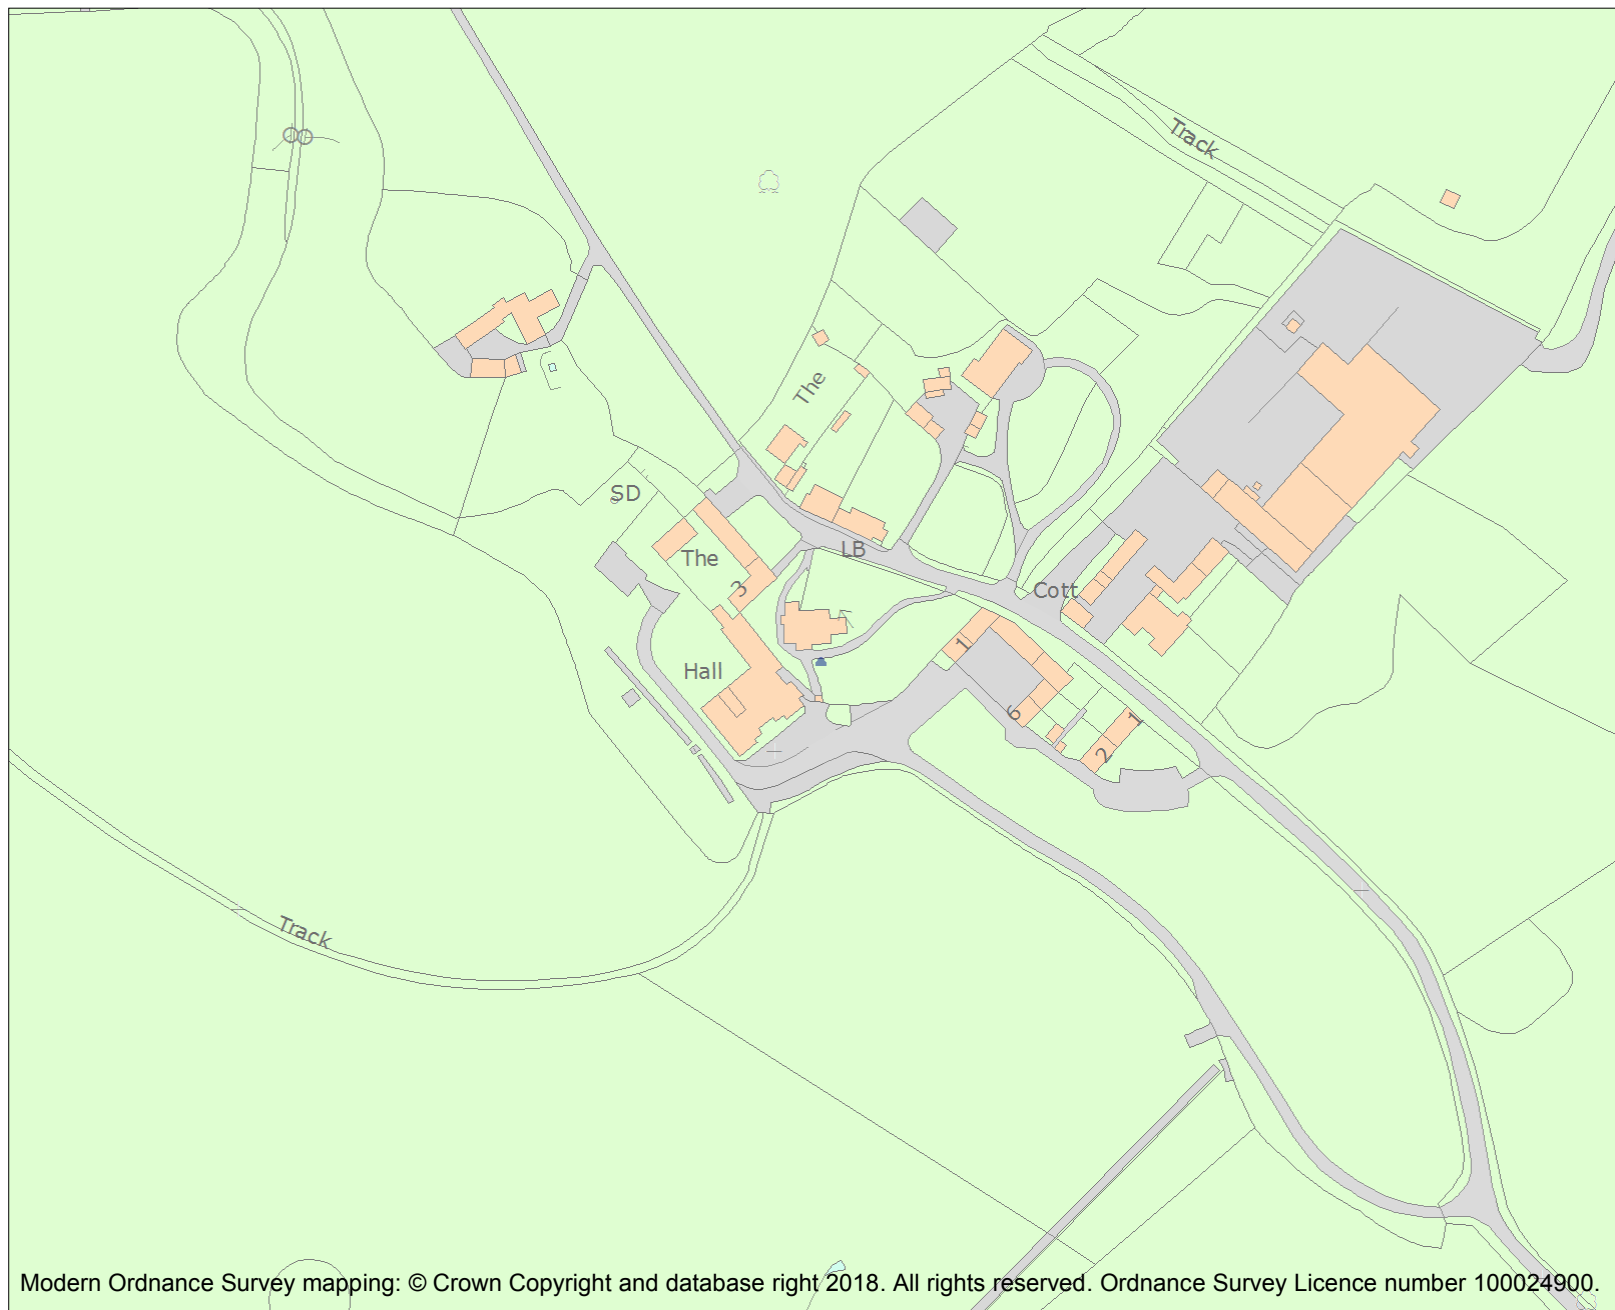 Track
The
SD
LB
The
3
Cott
1
Hall
6
1
2
Track
Modern Ordnance Survey mapping: © Crown Copyright and database right 2018. All rights reserved. Ordnance Survey Licence number 100024900.